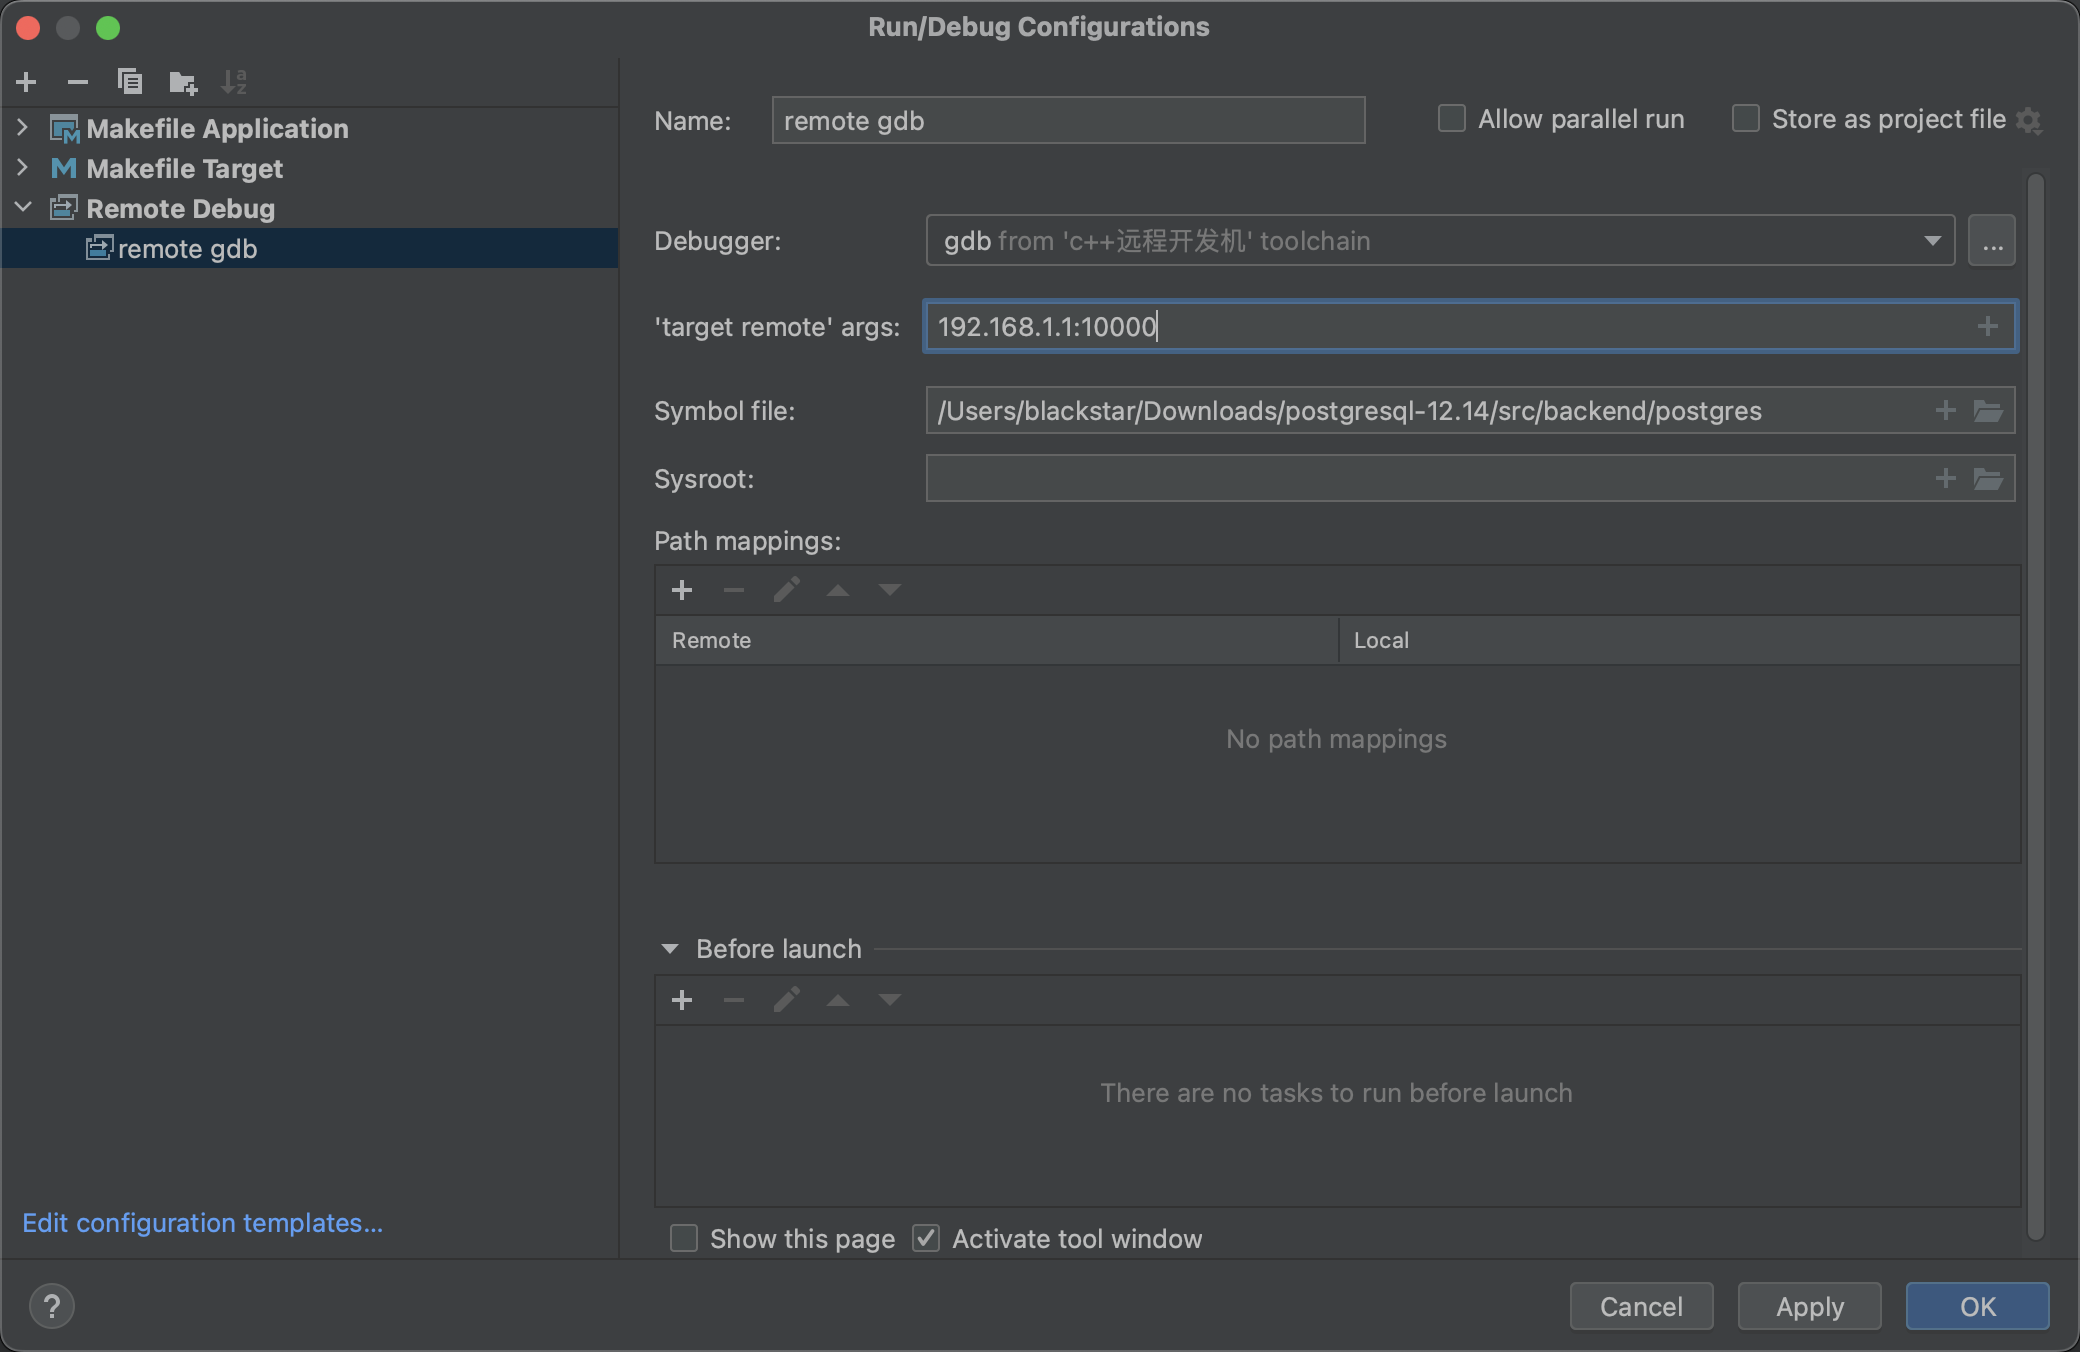 Run/Debug Configurations
Makefile Application
Makefile Target
Remote Debug
remote gdb
Edit configuration templates...
Name: remote gdb
Allow parallel run
Store as project file
Debugger: gdb from 'c++远程开发机' toolchain
...
'target remote' args: 192.168.1.1:10000
Symbol file: /Users/blackstar/Downloads/postgresql-12.14/src/backend/postgres
Sysroot:
Path mappings:
Remote Local
No path mappings
Before launch
There are no tasks to run before launch
Show this page Activate tool window
? Cancel Apply OK